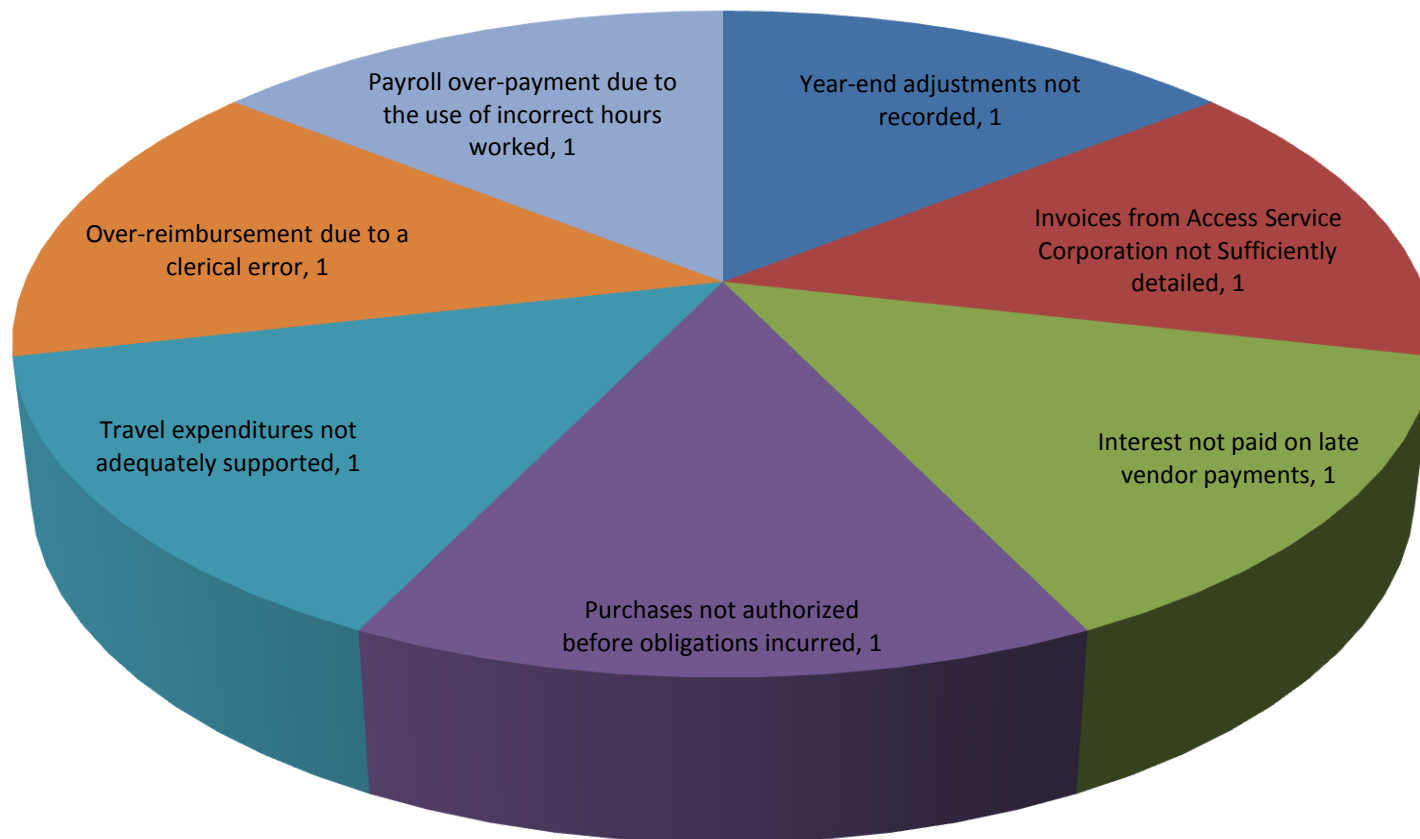 Payroll over-payment due to
the use of incorrect hours
worked, 1
Year-end adjustments not
recorded, 1
Over-reimbursement due to a
clerical error, 1
Invoices from Access Service
Corporation not Sufficiently
detailed, 1
Travel expenditures not
adequately supported, 1
Interest not paid on late
vendor payments, 1
Purchases not authorized
before obligations incurred, 1